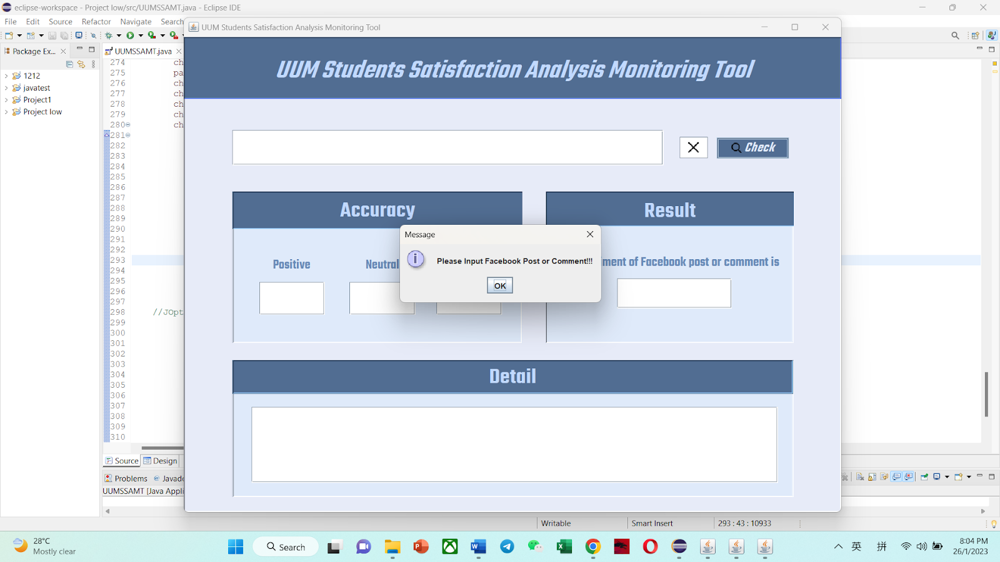 eclipse-workspace - Project low/src/UUMSSAMT.java - Eclipse IDE
File Edit Source Refactor Navigate Search
UUM Students Satisfaction Analysis Monitoring Tool
Package Ex...
UUMSSAMT.java
1212
javatest
Project1
Project low
274 ch
275 pa
276 ch
277 ch
278 ch
279 ch
280 ch
281
282
283
284
285
286
287
288
289
290
291
292
293
294
295
296
297
298 //JOpt
299
300
301
302
303
304
305
306
307
308
309
310
UUM Students Satisfaction Analysis Monitoring Tool
Check
Accuracy
Result
Positive
Neutral
iment of Facebook post or comment is
Message
Please Input Facebook Post or Comment!!!
OK
Detail
Source Design
Problems @ Javado
UUMSSAMT [Java Appli
Writable Smart Insert 293 : 43 : 10933
28°C
Mostly clear
Search
英 拼
8:04 PM
26/1/2023